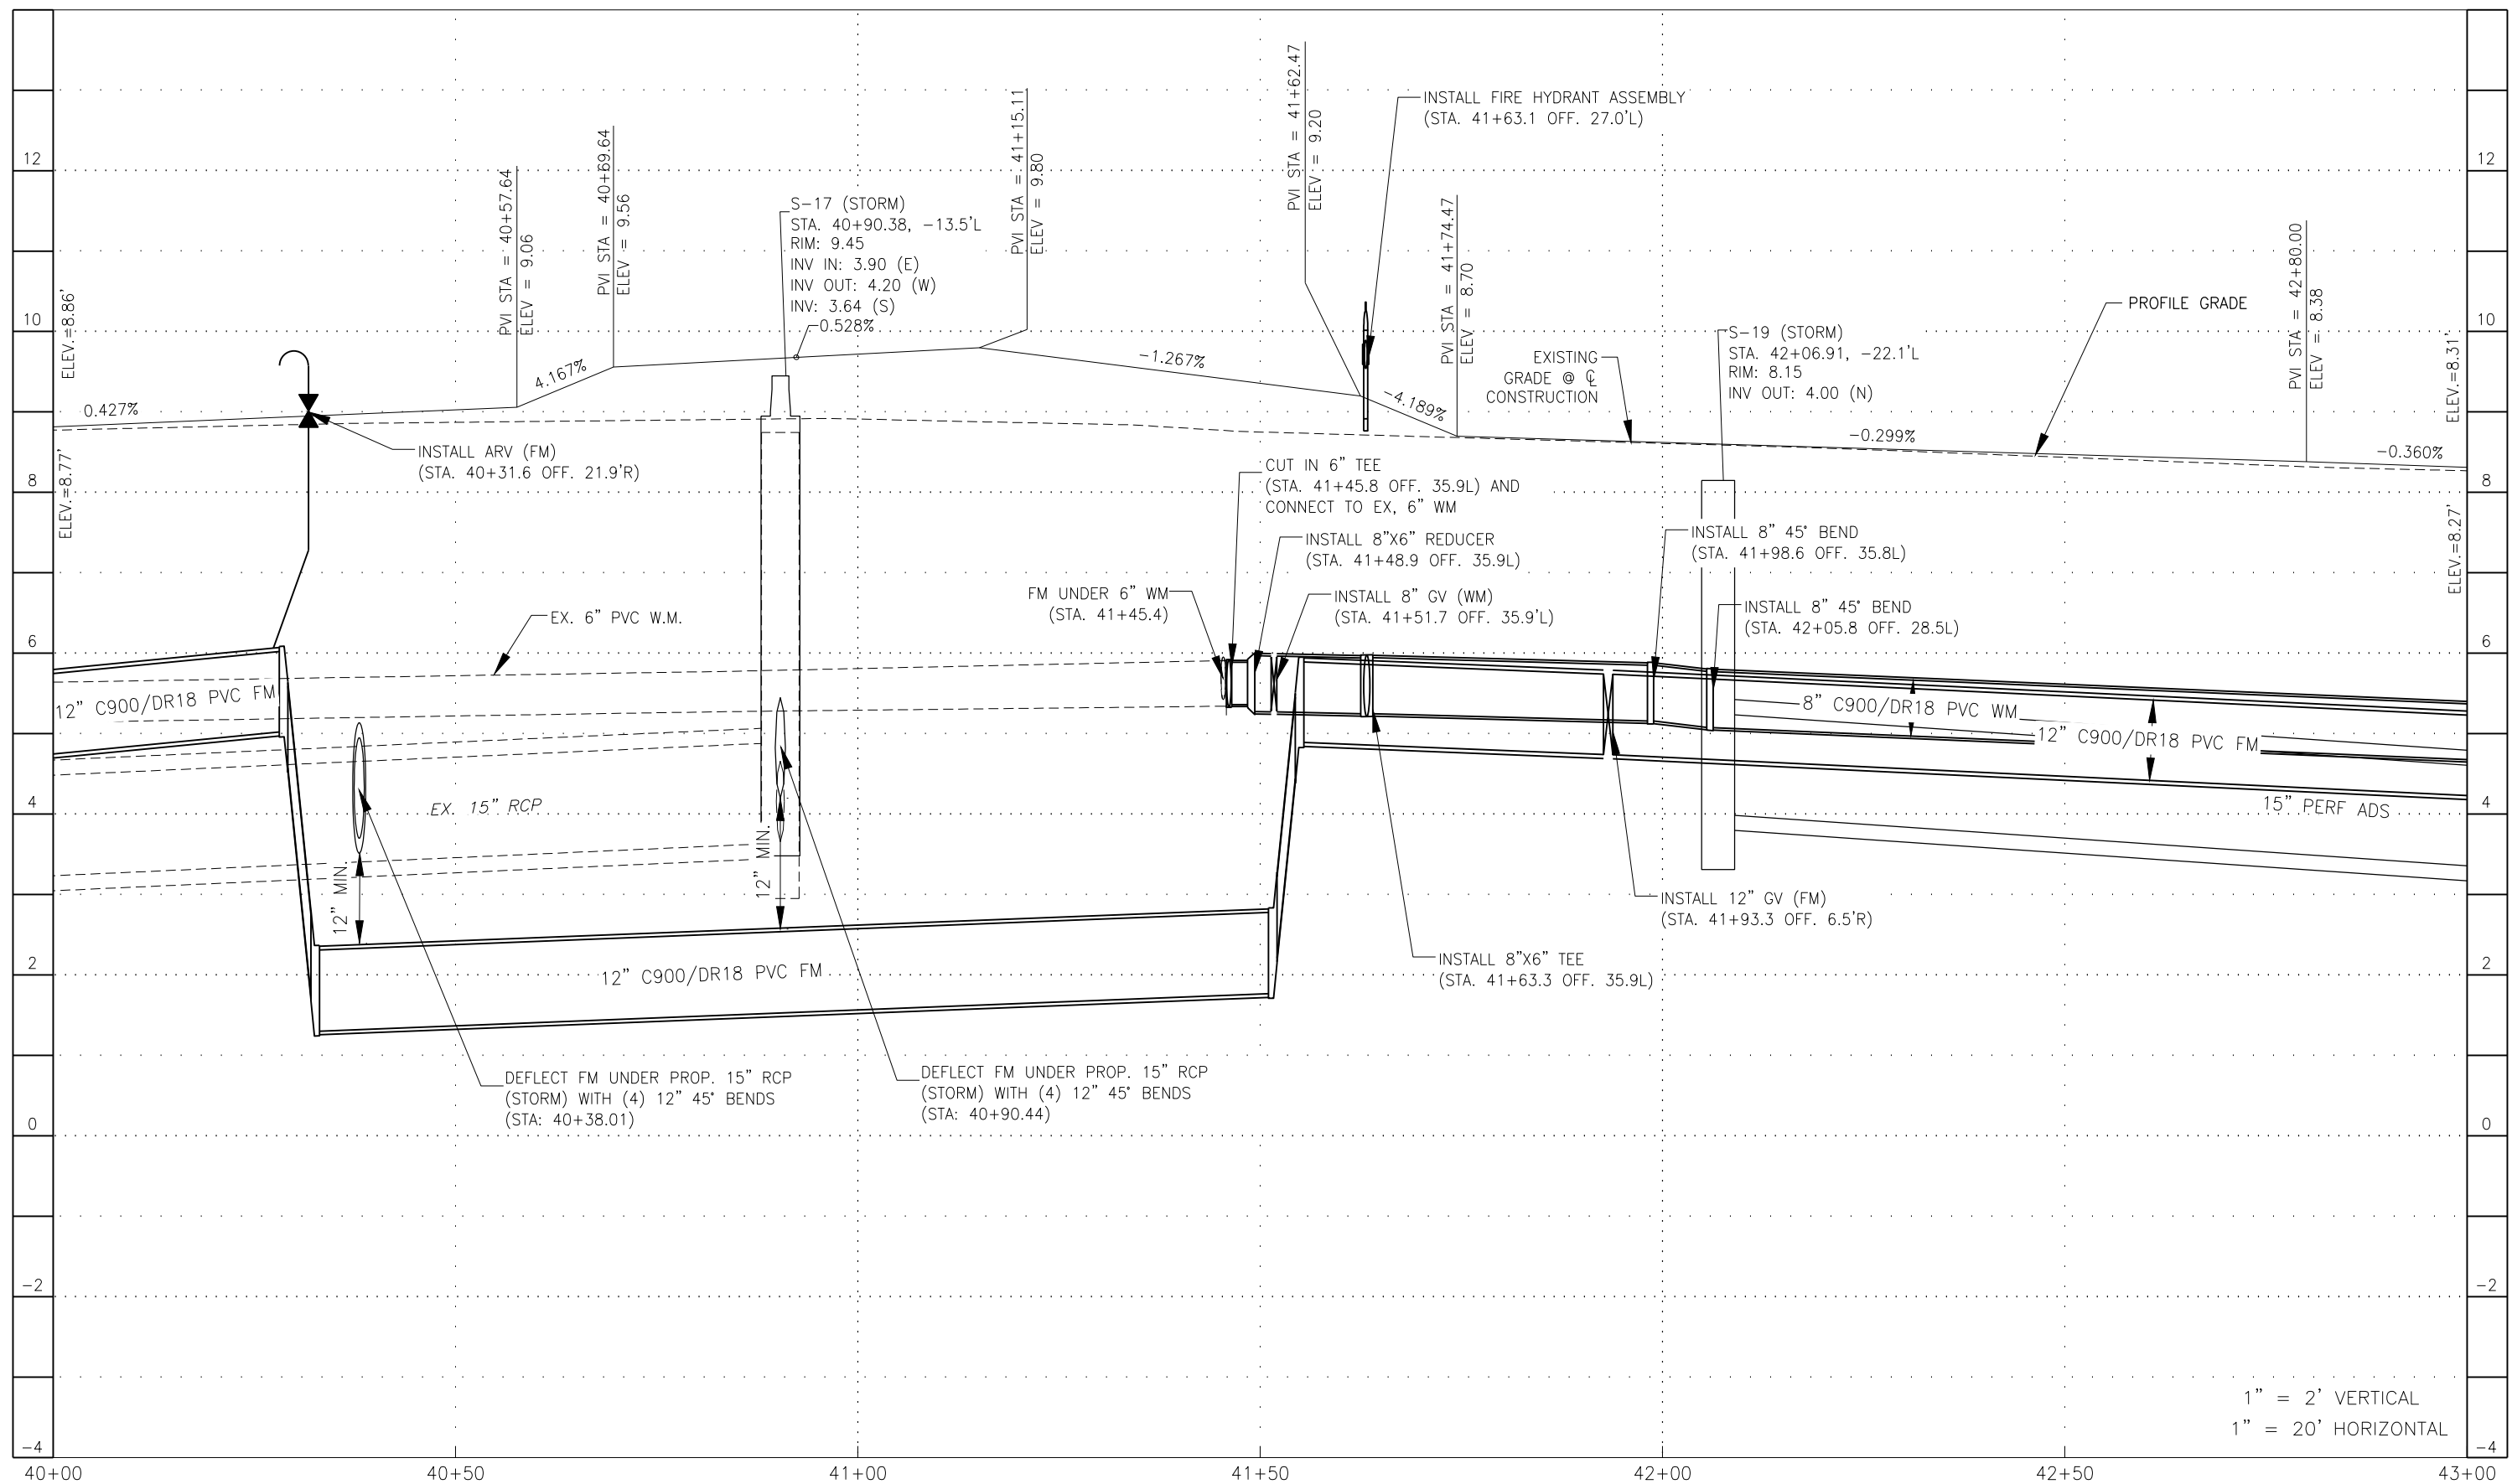 PVI STA = 40+57.64
ELEV = 9.06
PVI STA = 40+69.64
ELEV = 9.56
S-17 (STORM)
STA. 40+90.38, -13.5'L
RIM: 9.45
INV IN: 3.90 (E)
INV OUT: 4.20 (W)
INV: 3.64 (S)
0.528%
PVI STA = 41+15.11
ELEV = 9.80
PVI STA = 41+62.47
ELEV = 9.20
INSTALL FIRE HYDRANT ASSEMBLY
(STA. 41+63.1 OFF. 27.0'L)
PVI STA = 41+74.47
ELEV = 8.70
PROFILE GRADE
PVI STA = 42+80.00
ELEV = 8.38
S-19 (STORM)
STA. 42+06.91, -22.1'L
RIM: 8.15
INV OUT: 4.00 (N)
EXISTING
GRADE @ ℄
CONSTRUCTION
ELEV.=8.86'
ELEV.=8.77'
ELEV.=8.31'
ELEV.=8.27'
0.427%
4.167%
-1.267%
-4.189%
-0.299%
-0.360%
INSTALL ARV (FM)
(STA. 40+31.6 OFF. 21.9'R)
CUT IN 6" TEE
(STA. 41+45.8 OFF. 35.9L) AND
CONNECT TO EX, 6" WM
INSTALL 8"X6" REDUCER
(STA. 41+48.9 OFF. 35.9L)
FM UNDER 6" WM
(STA. 41+45.4)
INSTALL 8" GV (WM)
(STA. 41+51.7 OFF. 35.9'L)
INSTALL 8" 45° BEND
(STA. 41+98.6 OFF. 35.8L)
INSTALL 8" 45° BEND
(STA. 42+05.8 OFF. 28.5L)
EX. 6" PVC W.M.
12" C900/DR18 PVC FM
EX. 15" RCP
12" MIN.
12" MIN.
8" C900/DR18 PVC WM
12" C900/DR18 PVC FM
15" PERF ADS
INSTALL 12" GV (FM)
(STA. 41+93.3 OFF. 6.5'R)
INSTALL 8"X6" TEE
(STA. 41+63.3 OFF. 35.9L)
12" C900/DR18 PVC FM
DEFLECT FM UNDER PROP. 15" RCP
(STORM) WITH (4) 12" 45° BENDS
(STA: 40+38.01)
DEFLECT FM UNDER PROP. 15" RCP
(STORM) WITH (4) 12" 45° BENDS
(STA: 40+90.44)
12
10
8
6
4
2
0
-2
-4
12
10
8
6
4
2
0
-2
-4
1" = 2' VERTICAL
1" = 20' HORIZONTAL
40+00
40+50
41+00
41+50
42+00
42+50
43+00